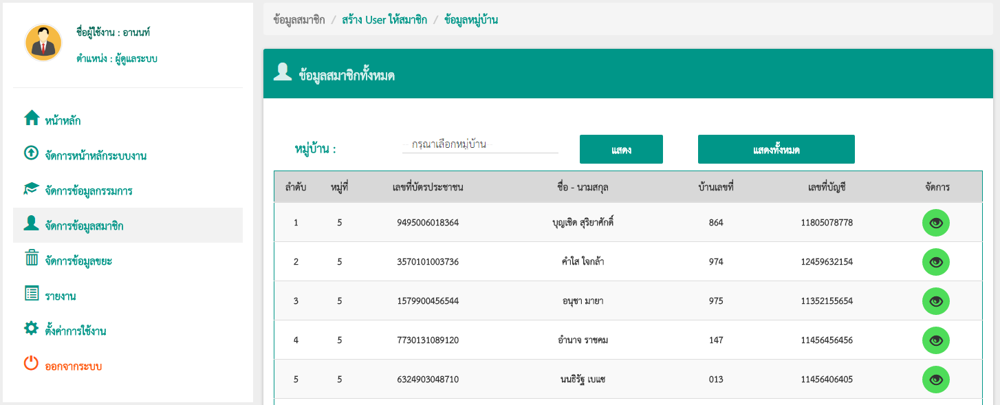 ชื่อผู้ใช้งาน : อานนท์
ตำแหน่ง : ผู้ดูแลระบบ
หน้าหลัก
จัดการหน้าหลักระบบงาน
จัดการข้อมูลกรรมการ
จัดการข้อมูลสมาชิก
จัดการข้อมูลขยะ
รายงาน
ตั้งค่าการใช้งาน
ออกจากระบบ
ข้อมูลสมาชิก / สร้าง User ให้สมาชิก / ข้อมูลหมู่บ้าน
ข้อมูลสมาชิกทั้งหมด
หมู่บ้าน : กรุณาเลือกหมู่บ้าน แสดง แสดงทั้งหมด
ลำดับ หมู่ที่ เลขที่บัตรประชาชน ชื่อ - นามสกุล บ้านเลขที่ เลขที่บัญชี จัดการ
1 5 9495006018364 บุญเชิด สุริยาศักดิ์ 864 11805078778
2 5 3570101003736 คำใส ใจกล้า 974 12459632154
3 5 1579900456544 อนุชา มายา 975 11352155654
4 5 7730131089120 อำนาจ ราชคม 147 11456456456
5 5 6324903048710 นนธิรัฐ เบแซ 013 11456406405